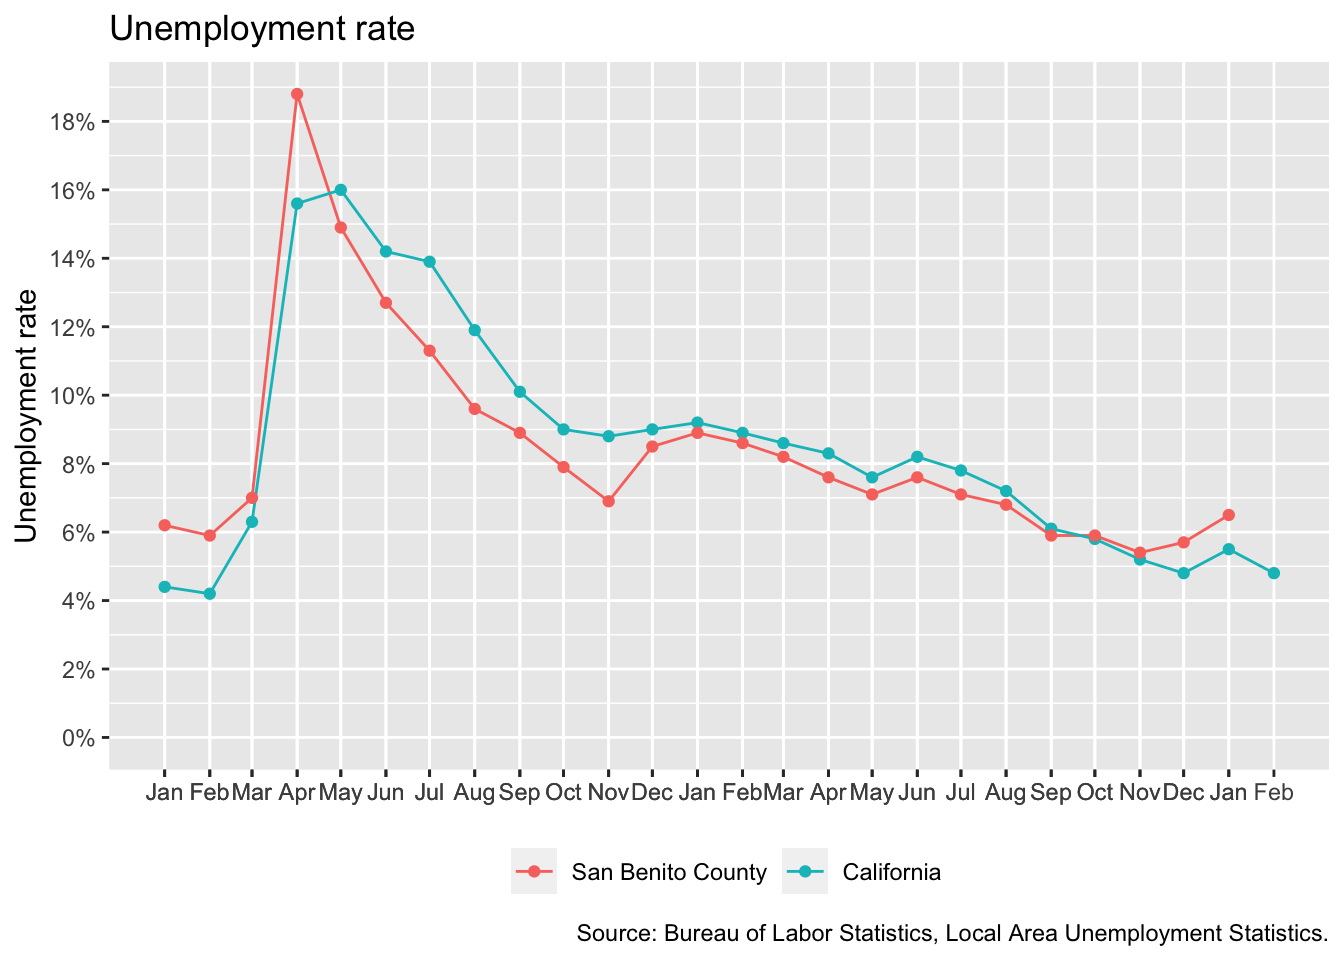 Unemployment rate
Unemployment rate
18%
16%
14%
12%
10%
8%
6%
4%
2%
0%
Jan Feb Mar Apr May Jun Jul Aug Sep Oct Nov Dec Jan Feb Mar Apr May Jun Jul Aug Sep Oct Nov Dec Jan Feb
San Benito County California
Source: Bureau of Labor Statistics, Local Area Unemployment Statistics.